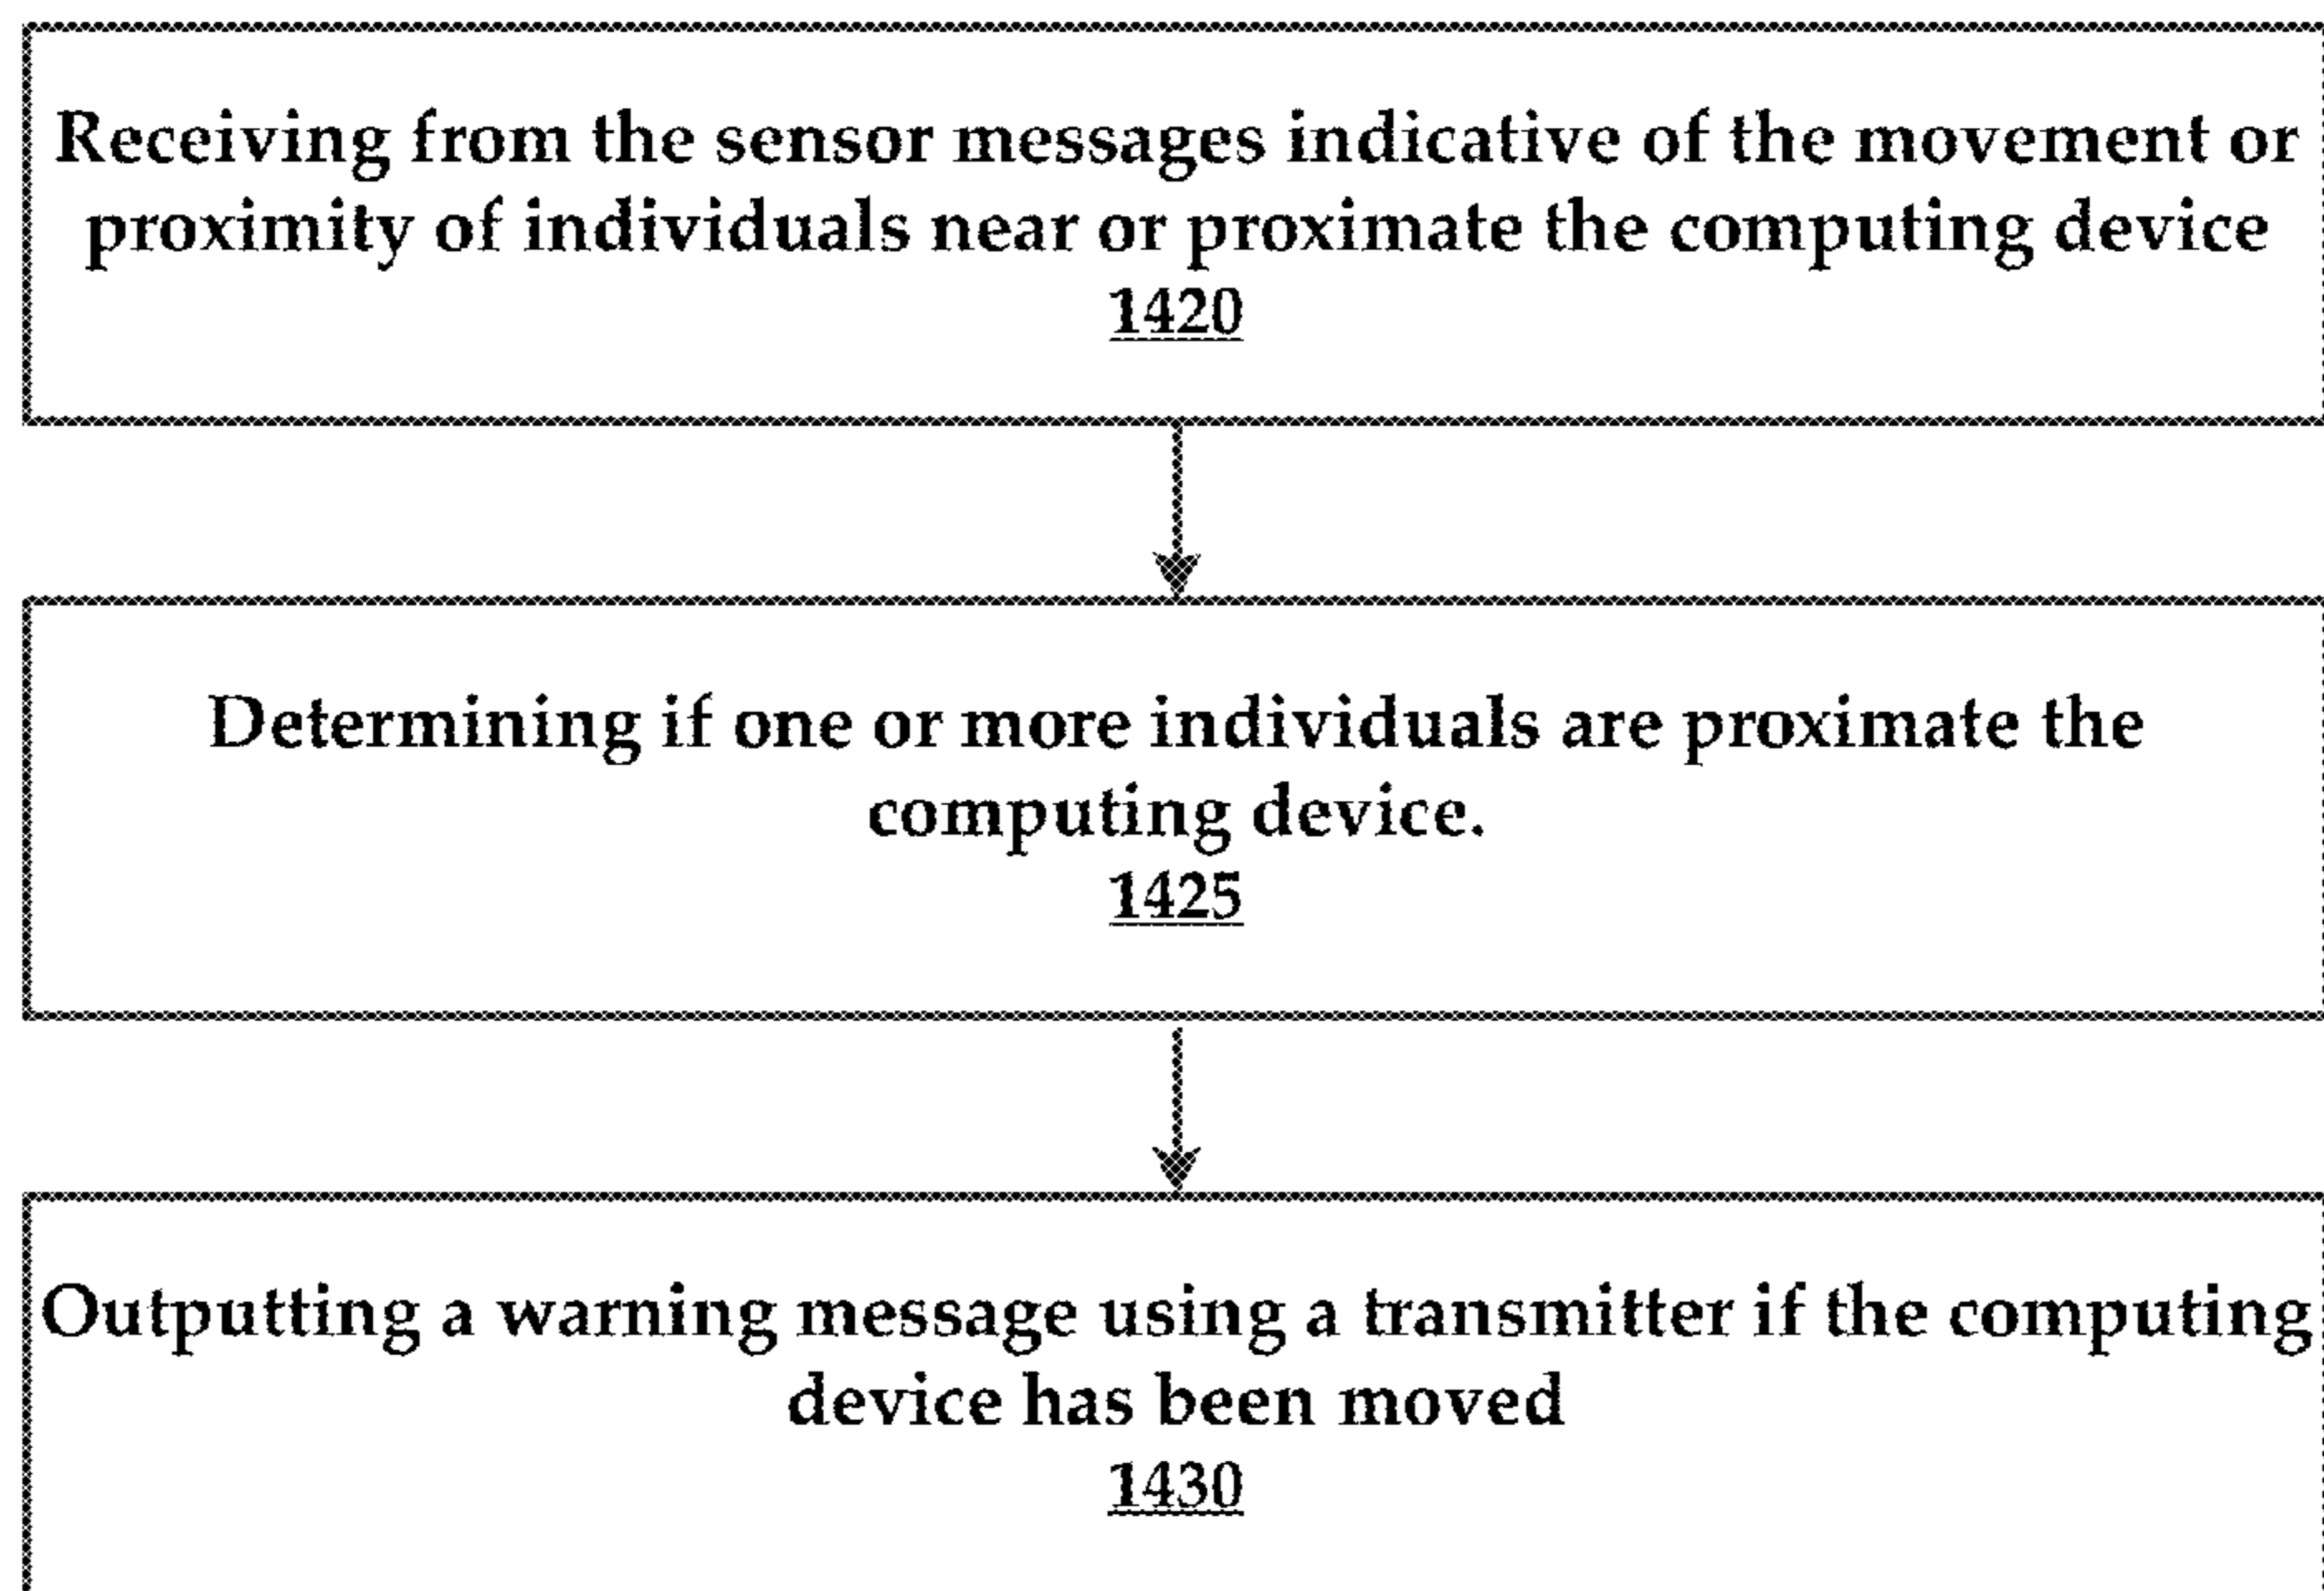 Receiving from the sensor messages indicative of the movement or
proximity of individuals near or proximate the computing device
1420
Determining if one or more individuals are proximate the
computing device.
1425
Outputting a warning message using a transmitter if the computing
device has been moved
1430